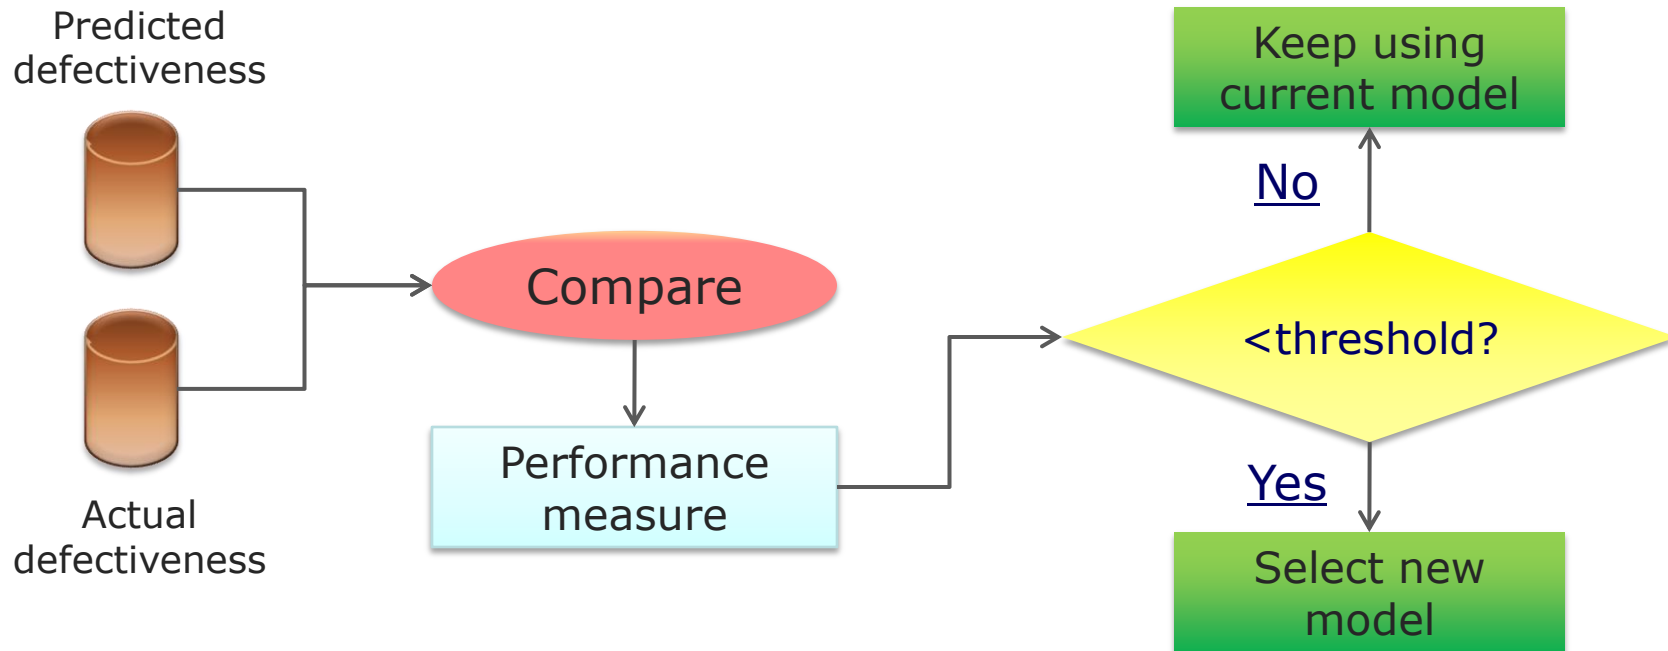 Predicted
defectiveness
Actual
defectiveness
Compare
Performance
measure
<threshold?
No
Keep using
current model
Yes
Select new
model